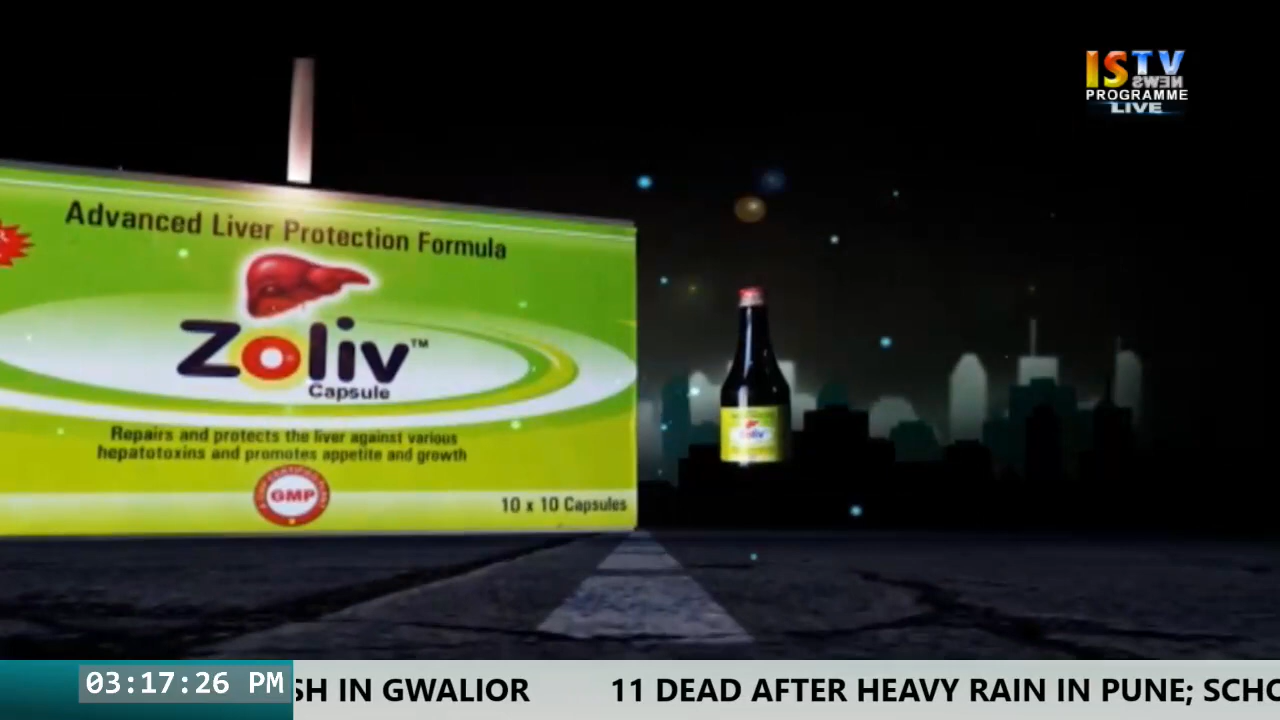 ISTV
NEWS
PROGRAMME
LIVE
Advanced Liver Protection Formula
Zoliv™
Capsule
Repairs and protects the liver against various
hepatotoxins and promotes appetite and growth
GMP
10 x 10 Capsules
Zoliv
03:17:26 PM
SH IN GWALIOR 11 DEAD AFTER HEAVY RAIN IN PUNE; SCHO